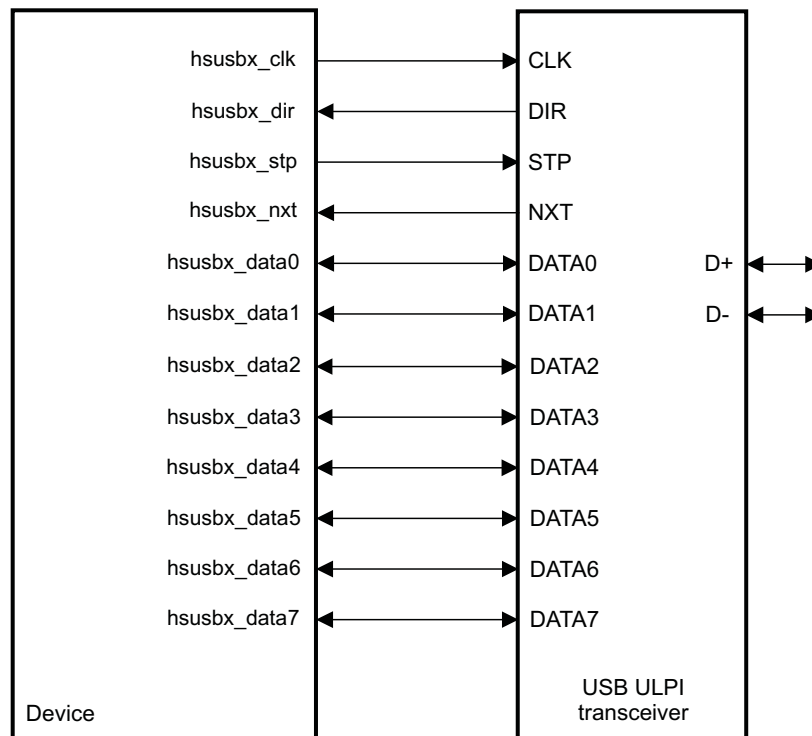 hsusbx_clk CLK
hsusbx_dir DIR
hsusbx_stp STP
hsusbx_nxt NXT
hsusbx_data0 DATA0 D+
hsusbx_data1 DATA1 D-
hsusbx_data2 DATA2
hsusbx_data3 DATA3
hsusbx_data4 DATA4
hsusbx_data5 DATA5
hsusbx_data6 DATA6
hsusbx_data7 DATA7
Device
USB ULPI
transceiver